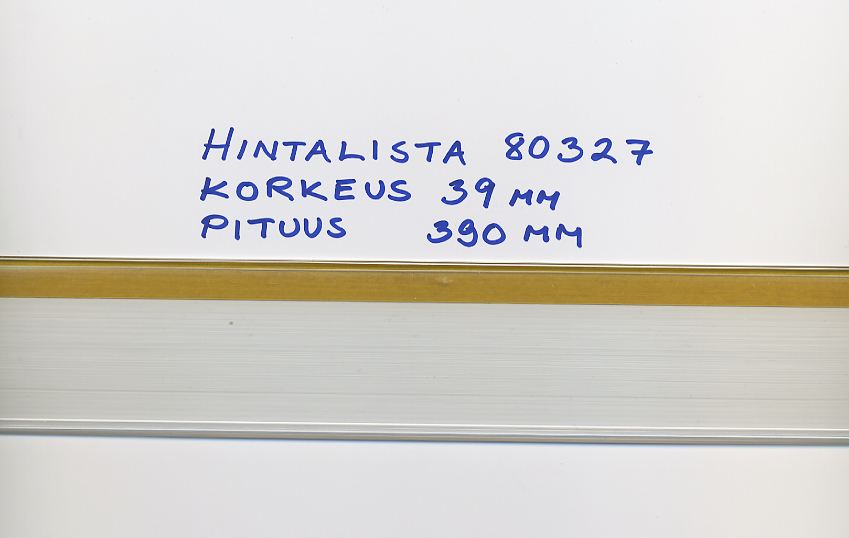 HINTALISTA 80327
KORKEUS 39 MM
PITUUS 390 MM